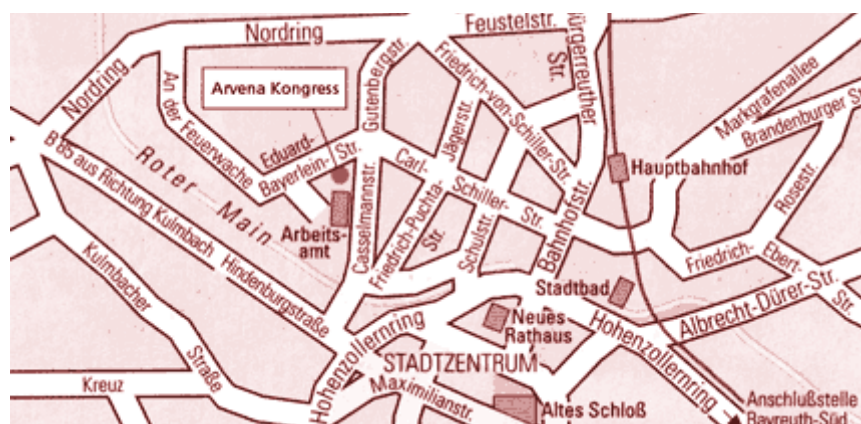 Nordring
Feustelstr.
Bürgerreuther
Str.
Nordring
An der
Feuerwache
Arvena Kongress
Gutenbergstr.
Friedrich-von-Schiller-Str.
Markgrafenallee
Brandenburger St
Jägerstr.
Eduard-
Bayerlein-Str.
Carl-
Schiller-
Str.
Hauptbahnhof
B 85 aus Richtung Kulmbach
Roter Main
Casselmannstr.
Friedrich-Puchta-
Str.
Schulstr.
Bahnhofstr.
Rosestr.
Arbeits-
amt
Friedrich-
Ebert-
Str.
Kulmbacher
Straße
Hindenburgstraße
Stadtbad
Albrecht-Dürer-Str.
Neues
Rathaus
Hohenzollernring
Hohenzollernring
STADTZENTRUM
Kreuz
Maximilianstr.
Altes Schloß
Anschlußstelle
Bayreuth-Süd